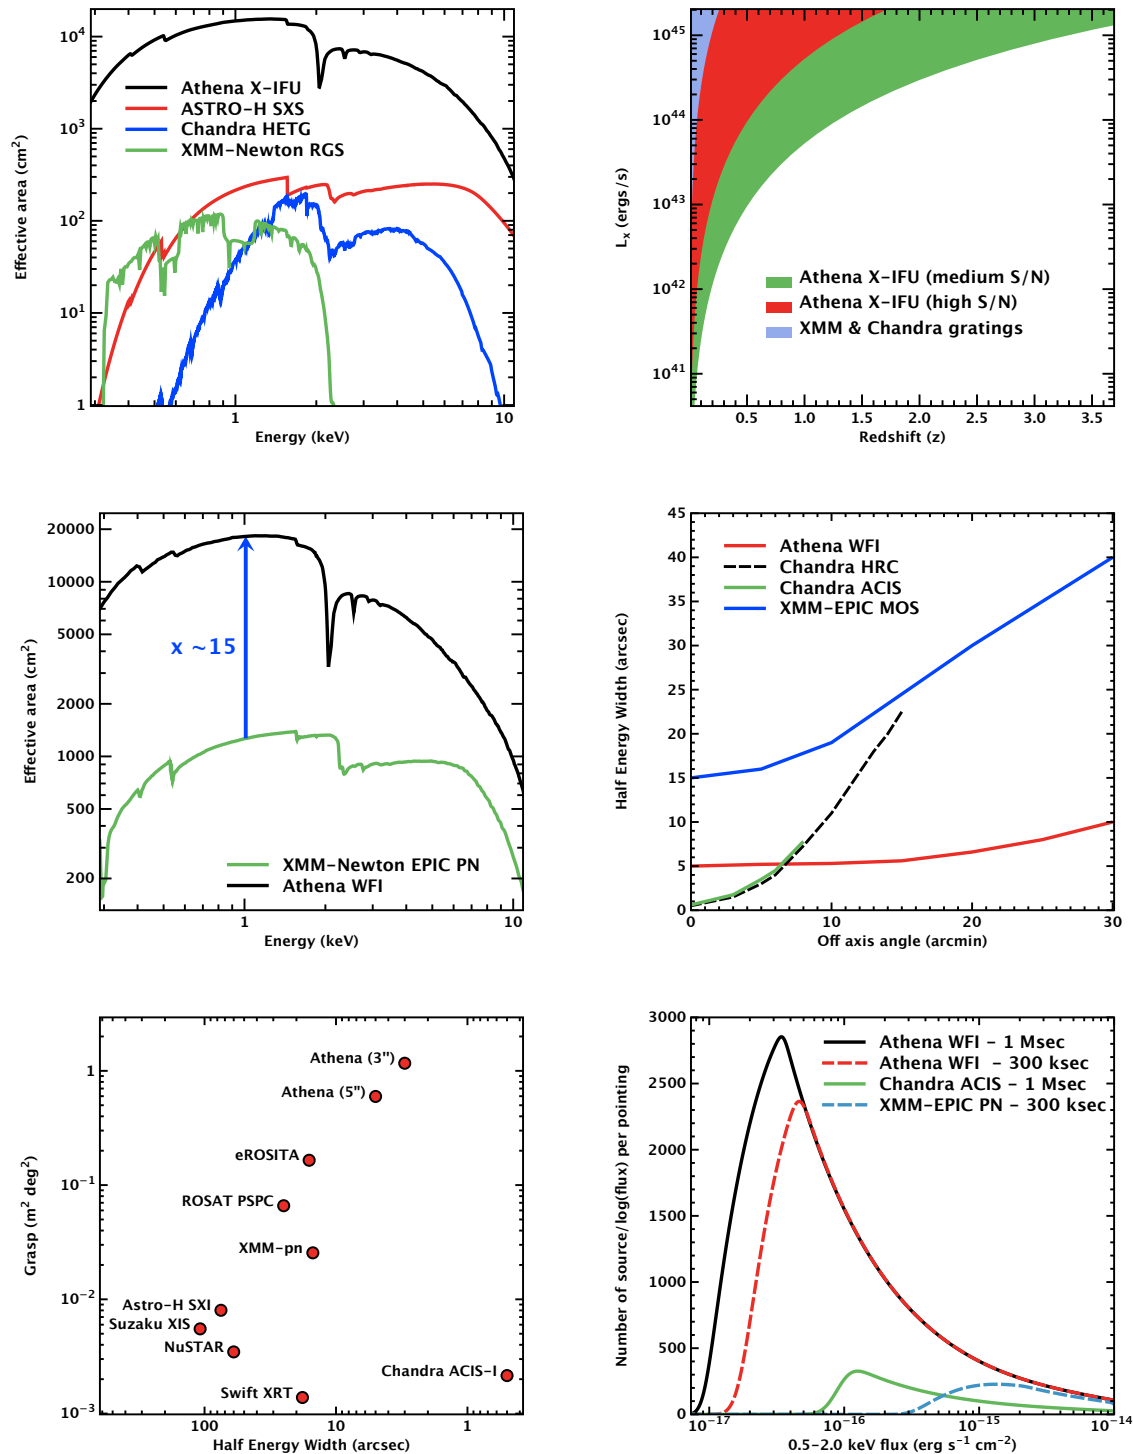 10^4
10^3
10^2
10^1
1
Effective area (cm^2)
Athena X-IFU
ASTRO-H SXS
Chandra HETG
XMM-Newton RGS
1
10
Energy (keV)
10^45
10^44
10^43
10^42
10^41
L_x (ergs/s)
Athena X-IFU (medium S/N)
Athena X-IFU (high S/N)
XMM & Chandra gratings
0.5 1.0 1.5 2.0 2.5 3.0 3.5
Redshift (z)
20000
10000
5000
2000
1000
500
200
Effective area (cm^2)
x ~15
XMM-Newton EPIC PN
Athena WFI
1
10
Energy (keV)
45
40
35
30
25
20
15
10
5
0
Half Energy Width (arcsec)
Athena WFI
Chandra HRC
Chandra ACIS
XMM-EPIC MOS
0 10 20 30
Off axis angle (arcmin)
1
10^-1
10^-2
10^-3
Grasp (m^2 deg^2)
Athena (3")
Athena (5")
eROSITA
ROSAT PSPC
XMM-pn
Astro-H SXI
Suzaku XIS
NuSTAR
Chandra ACIS-I
Swift XRT
100 10 1
Half Energy Width (arcsec)
3000
2500
2000
1500
1000
500
0
Number of source/log(flux) per pointing
Athena WFI - 1 Msec
Athena WFI - 300 ksec
Chandra ACIS - 1 Msec
XMM-EPIC PN - 300 ksec
10^-17 10^-16 10^-15 10^-14
0.5-2.0 keV flux (erg s^-1 cm^-2)